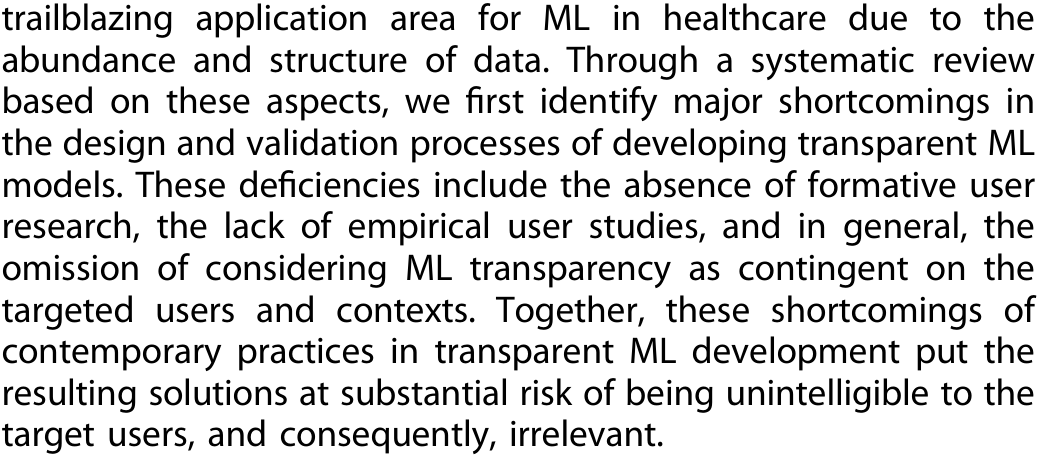 trailblazing application area for ML in healthcare due to the
abundance and structure of data. Through a systematic review
based on these aspects, we first identify major shortcomings in
the design and validation processes of developing transparent ML
models. These deficiencies include the absence of formative user
research, the lack of empirical user studies, and in general, the
omission of considering ML transparency as contingent on the
targeted users and contexts. Together, these shortcomings of
contemporary practices in transparent ML development put the
resulting solutions at substantial risk of being unintelligible to the
target users, and consequently, irrelevant.